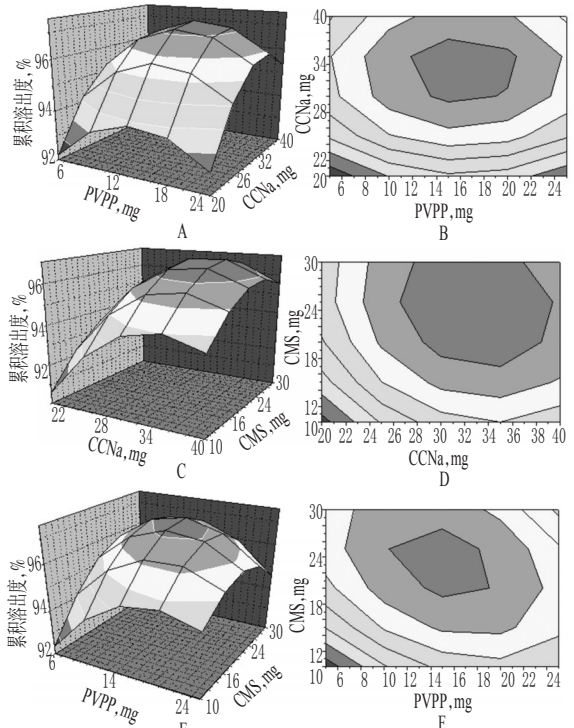 累积溶出度, %
96
94
92
6
12
18
24
PVPP, mg
20
26
32
40
CCNa, mg
A
40
34
28
22
20
CCNa, mg
6 8 10 12 14 16 18 20 22 24
PVPP, mg
B
累积溶出度, %
96
94
92
22
28
34
40
CCNa, mg
10
16
24
30
CMS, mg
C
30
24
18
12
10
CMS, mg
20 22 24 26 28 30 32 34 36 38 40
CCNa, mg
D
累积溶出度, %
96
94
92
6
14
24
PVPP, mg
10
16
24
30
CMS, mg
E
30
24
18
12
10
CMS, mg
6 8 10 12 14 16 18 20 22 24
PVPP, mg
F